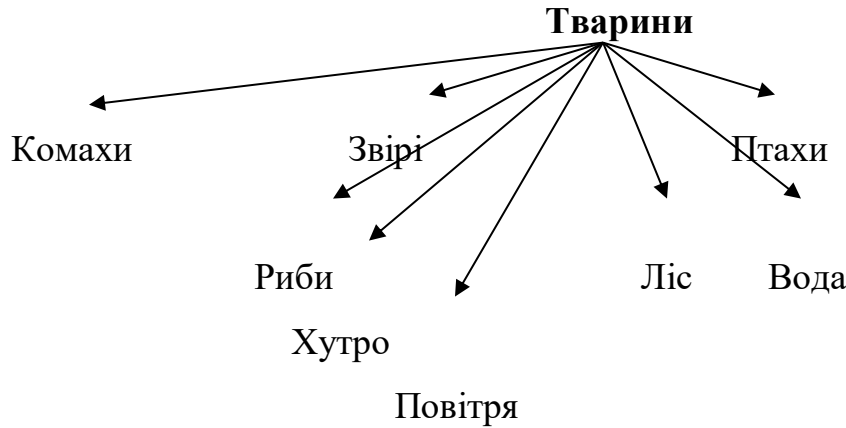 Тварини
Комахи Звірі Птахи
Риби Ліс Вода
Хутро
Повітря